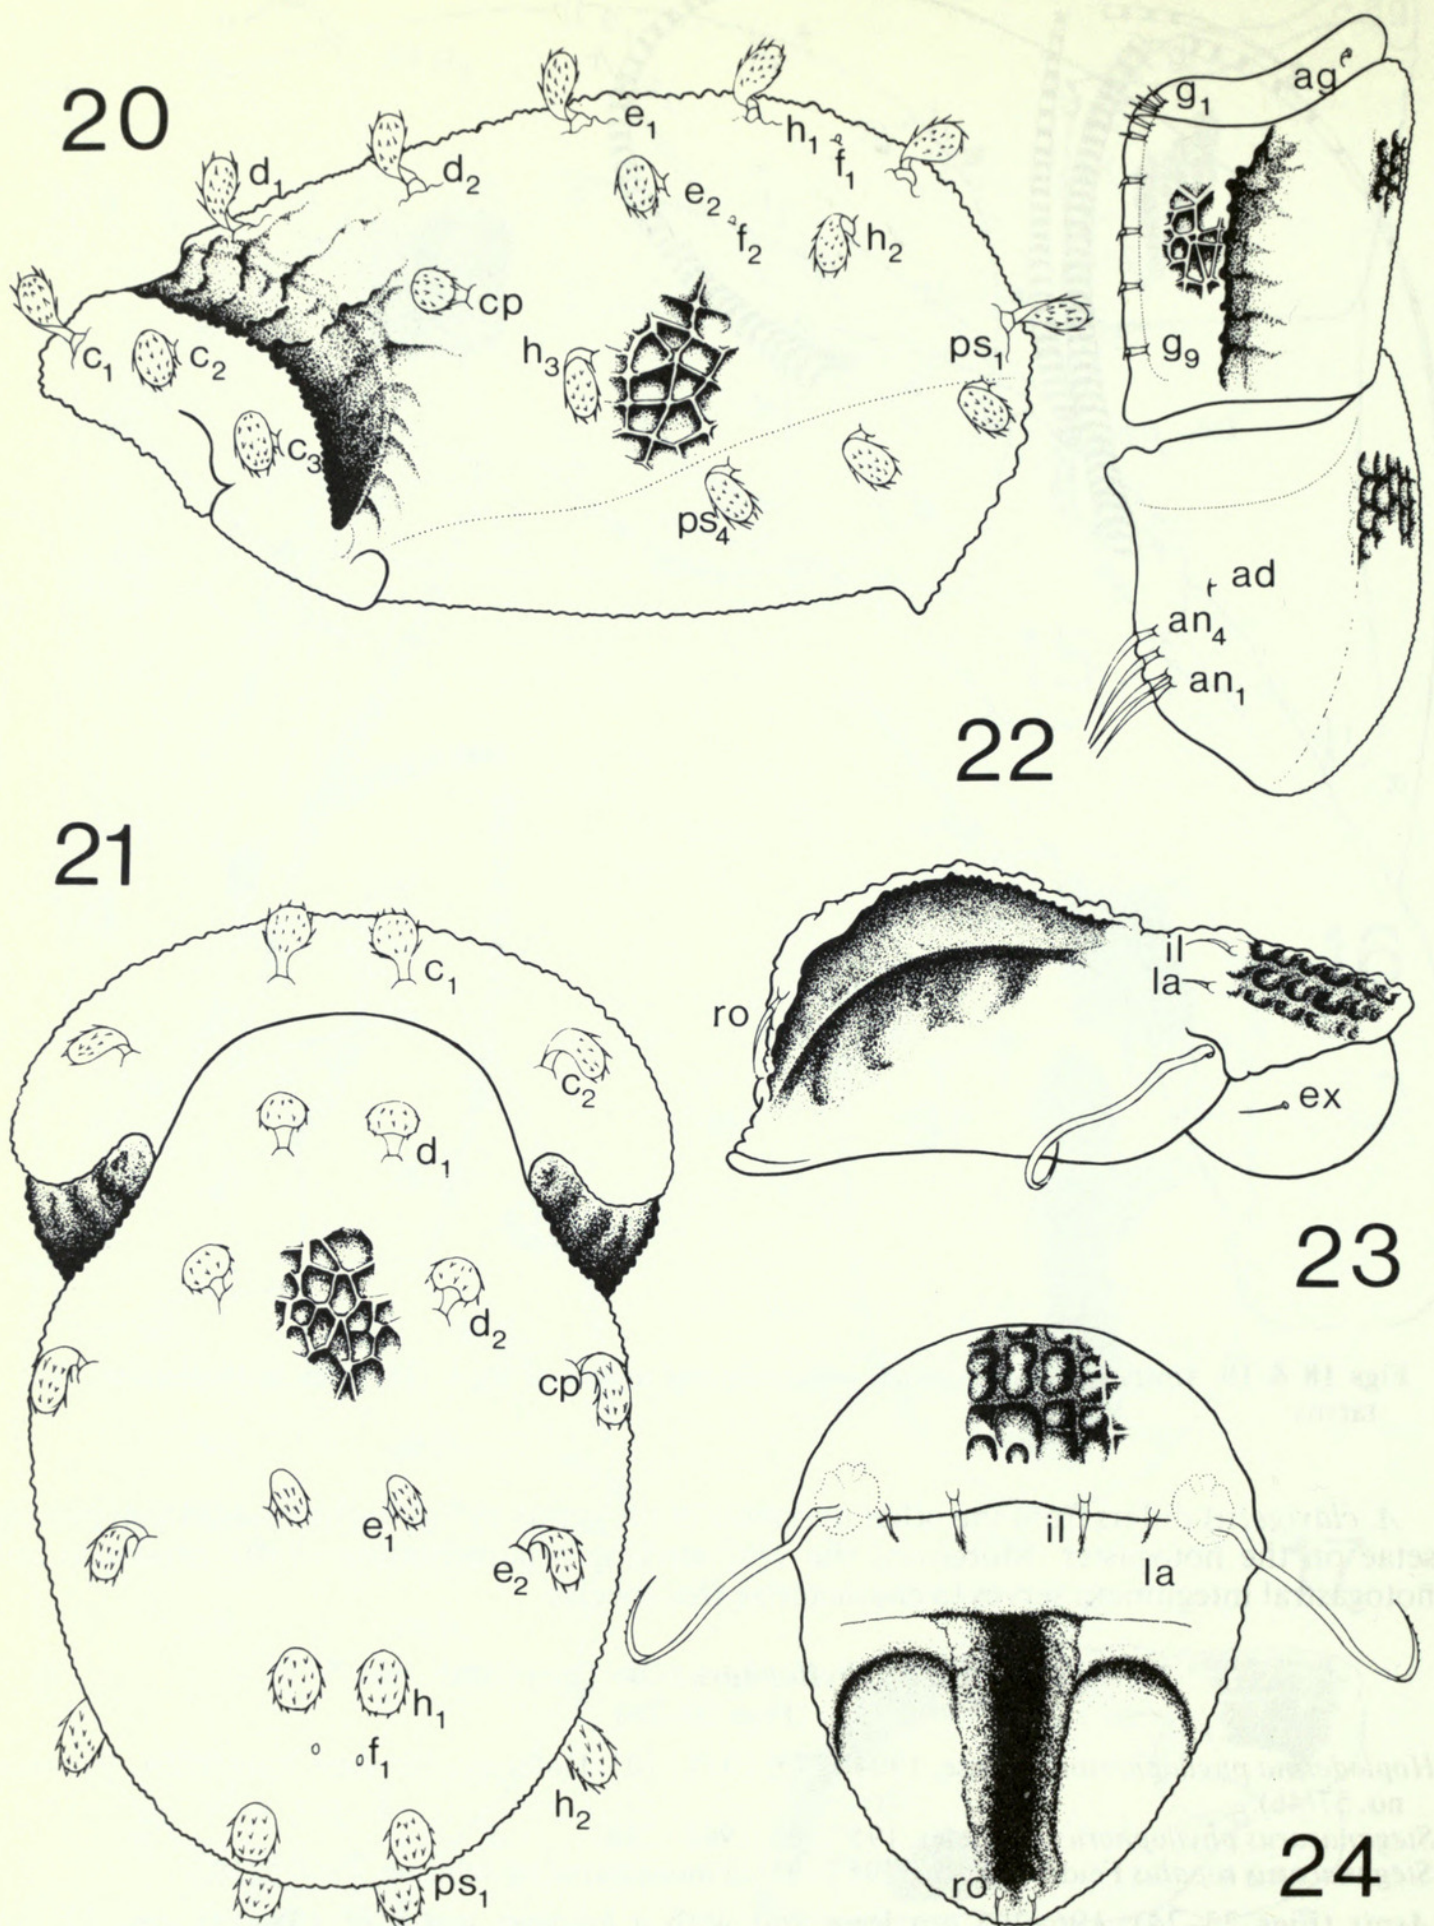 20
e₁
h₁
f₁
d₁
d₂
e₂
f₂
h₂
cp
c₁
c₂
h₃
ps₁
c₃
ps₄
22
g₁
ag
g₉
ad
an₄
an₁
21
c₁
c₂
d₁
d₂
cp
e₁
e₂
h₁
f₁
h₂
ps₁
23
il
la
ro
ex
24
il
la
ro